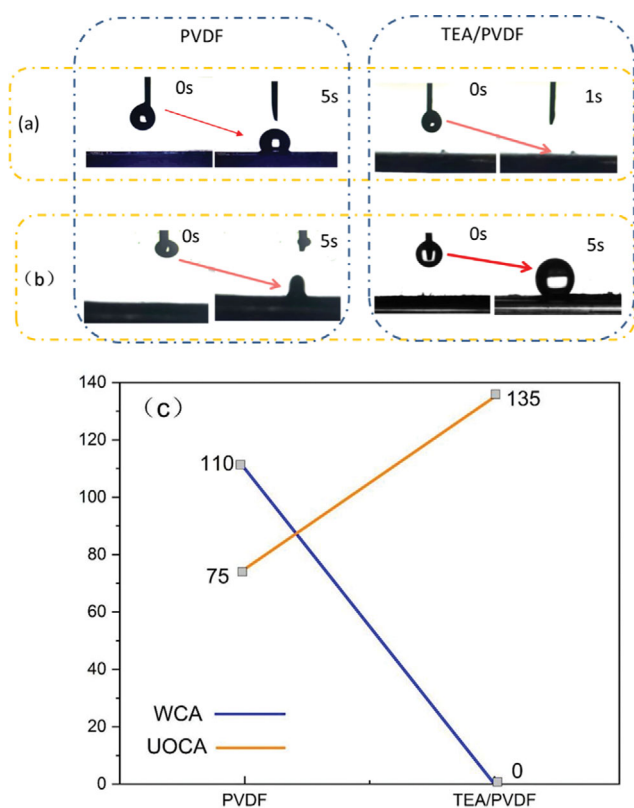 PVDF
TEA/PVDF
(a)
0s
5s
0s
1s
（b）
0s
5s
0s
5s
（c）
140
120
100
80
60
40
20
0
110
75
135
0
WCA
UOCA
PVDF
TEA/PVDF